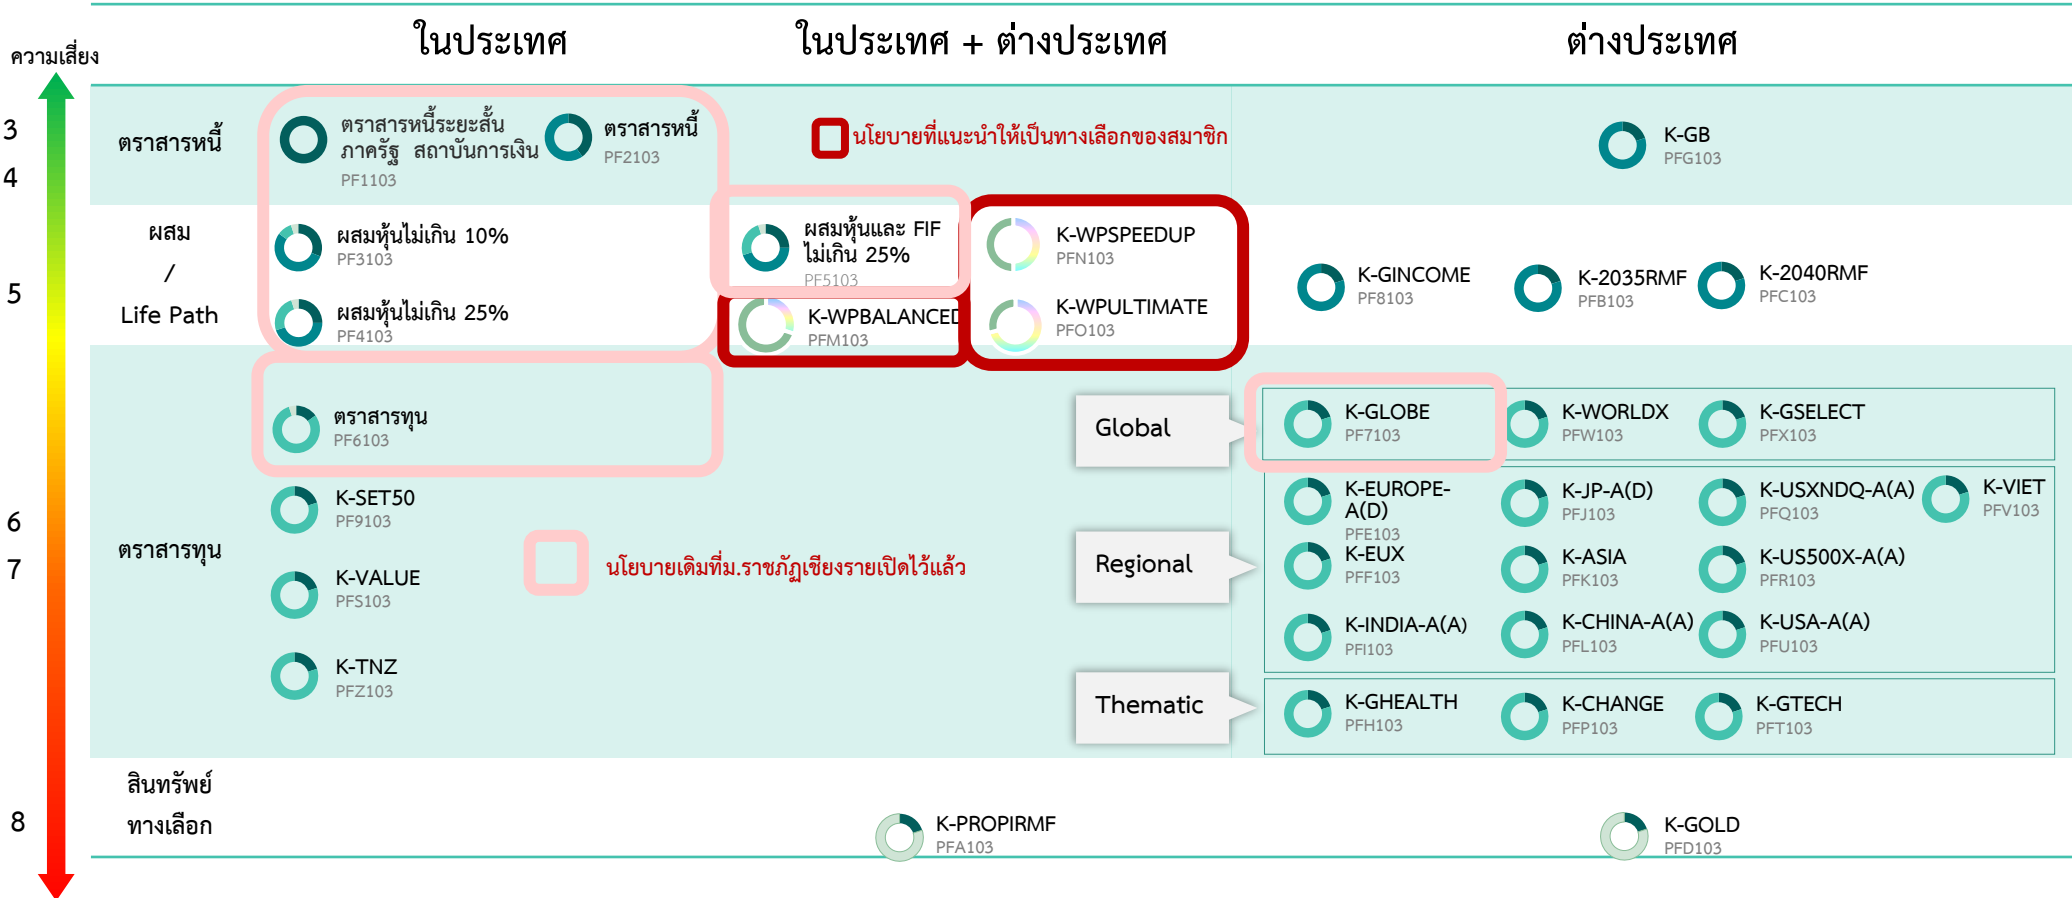 ในประเทศ
ในประเทศ + ต่างประเทศ
ต่างประเทศ
ความเสี่ยง
3
4
5
6
7
8
ตราสารหนี้
ตราสารหนี้ระยะสั้น
ภาครัฐ สถาบันการเงิน
PF1103
ตราสารหนี้
PF2103
นโยบายที่แนะนำให้เป็นทางเลือกของสมาชิก
K-GB
PFG103
ผสม
/
Life Path
ผสมหุ้นไม่เกิน 10%
PF3103
ผสมหุ้นไม่เกิน 25%
PF4103
ผสมหุ้นและ FIF
ไม่เกิน 25%
PF5103
K-WPBALANCED
PFM103
K-WPSPEEDUP
PFN103
K-WPULTIMATE
PFO103
K-GINCOME
PF8103
K-2035RMF
PFB103
K-2040RMF
PFC103
ตราสารทุน
ตราสารทุน
PF6103
K-SET50
PF9103
K-VALUE
PFS103
K-TNZ
PFZ103
นโยบายเดิมที่ม.ราชภัฏเชียงรายเปิดไว้แล้ว
Global
K-GLOBE
PF7103
K-WORLDX
PFW103
K-GSELECT
PFX103
Regional
K-EUROPE-
A(D)
PFE103
K-JP-A(D)
PFJ103
K-USXNDQ-A(A)
PFQ103
K-VIET
PFV103
K-EUX
PFF103
K-ASIA
PFK103
K-US500X-A(A)
PFR103
K-INDIA-A(A)
PFI103
K-CHINA-A(A)
PFL103
K-USA-A(A)
PFU103
Thematic
K-GHEALTH
PFH103
K-CHANGE
PFP103
K-GTECH
PFT103
สินทรัพย์
ทางเลือก
K-PROPIRMF
PFA103
K-GOLD
PFD103